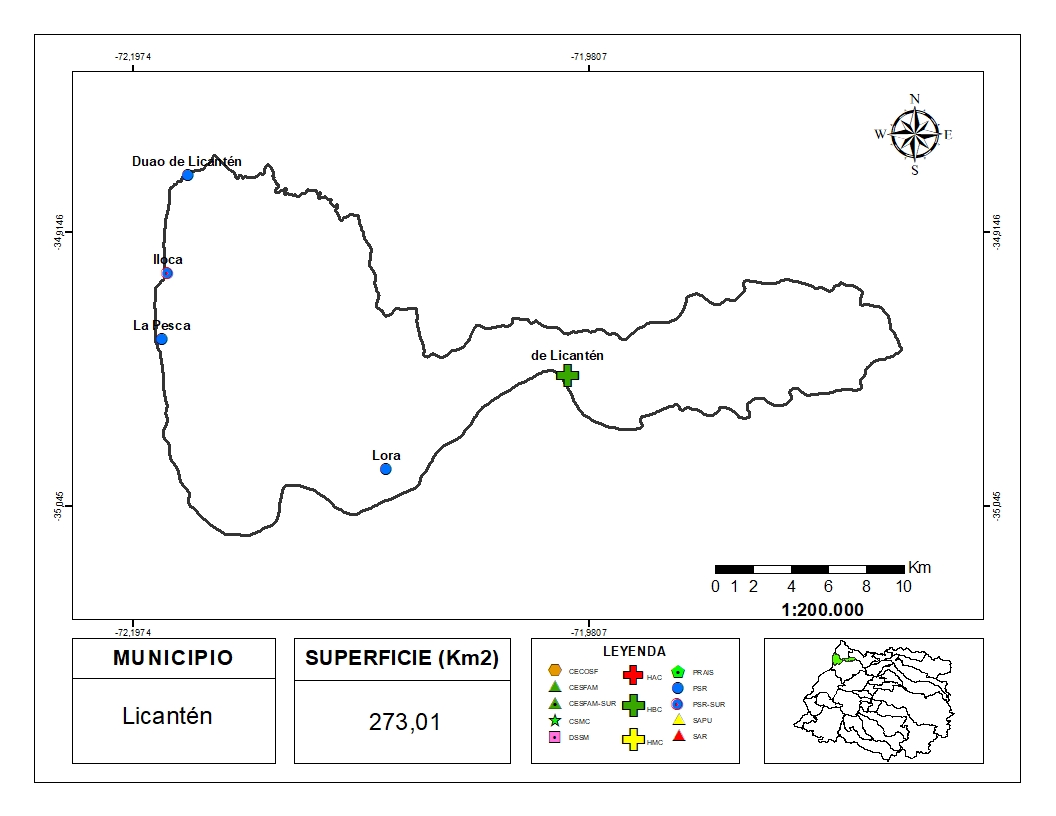 -72,1974 -71,9807
N
W E
S
Duao de Licantén
-34,9146 -34,9146
Iloca
La Pesca
de Licantén
Lora
-35,045 -35,045
Km
0 1 2 4 6 8 10
1:200.000
-72,1974 -71,9807
MUNICIPIO
Licantén
SUPERFICIE (Km2)
273,01
LEYENDA
CECOSF
CESFAM
CESFAM-SUR
CSMC
DSSM
HAC
HBC
HMC
PRAIS
PSR
PSR-SUR
SAPU
SAR